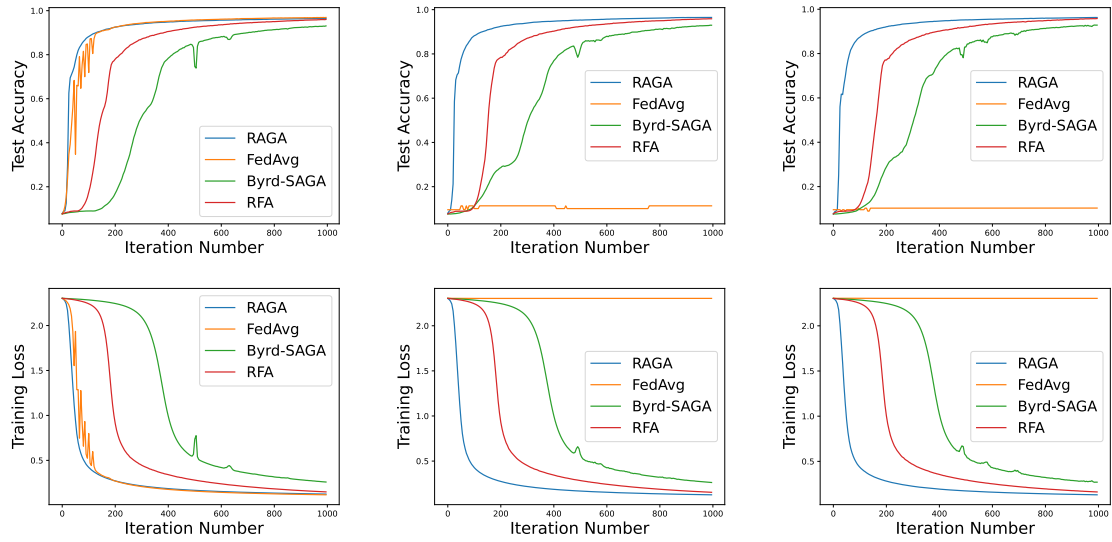 1.0
0.8
0.6
0.4
0.2
Test Accuracy
RAGA
FedAvg
Byrd-SAGA
RFA
0 200 400 600 800 1000
Iteration Number
1.0
0.8
0.6
0.4
0.2
Test Accuracy
RAGA
FedAvg
Byrd-SAGA
RFA
0 200 400 600 800 1000
Iteration Number
1.0
0.8
0.6
0.4
0.2
Test Accuracy
RAGA
FedAvg
Byrd-SAGA
RFA
0 200 400 600 800 1000
Iteration Number
2.0
1.5
1.0
0.5
Training Loss
RAGA
FedAvg
Byrd-SAGA
RFA
0 200 400 600 800 1000
Iteration Number
2.0
1.5
1.0
0.5
Training Loss
RAGA
FedAvg
Byrd-SAGA
RFA
0 200 400 600 800 1000
Iteration Number
2.0
1.5
1.0
0.5
Training Loss
RAGA
FedAvg
Byrd-SAGA
RFA
0 200 400 600 800 1000
Iteration Number